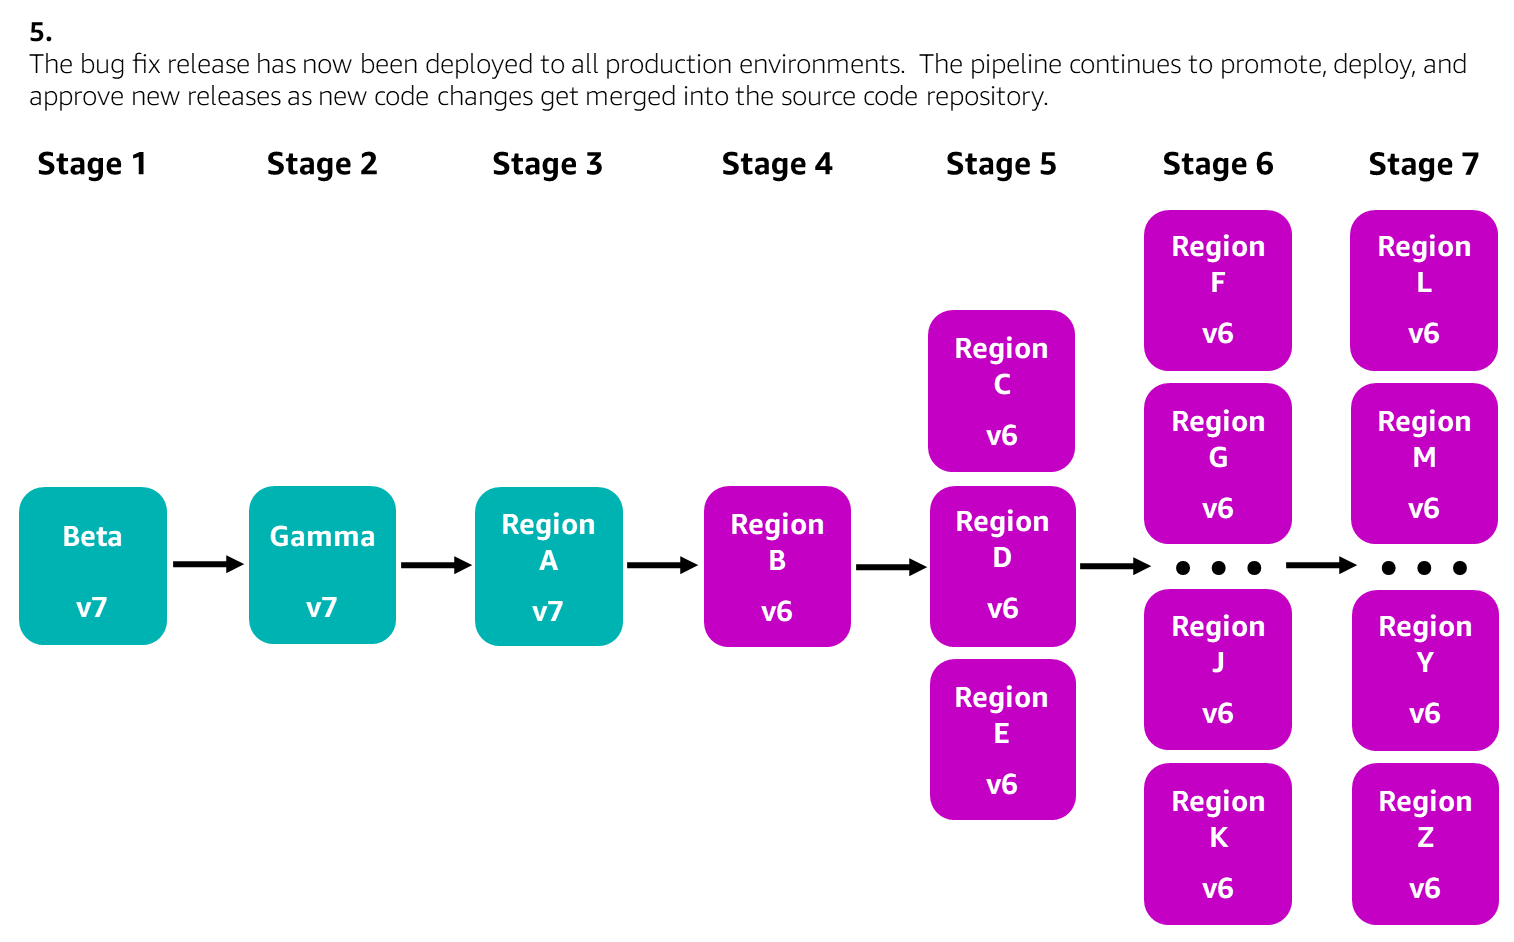 5.
The bug fix release has now been deployed to all production environments.  The pipeline continues to promote, deploy, and
approve new releases as new code changes get merged into the source code repository.
Stage 1
Stage 2
Stage 3
Stage 4
Stage 5
Stage 6
Stage 7
Beta
v7
Gamma
v7
Region
A
v7
Region
B
v6
Region
C
v6
Region
D
v6
Region
E
v6
Region
F
v6
Region
G
v6
• • •
Region
J
v6
Region
K
v6
Region
L
v6
Region
M
v6
• • •
Region
Y
v6
Region
Z
v6